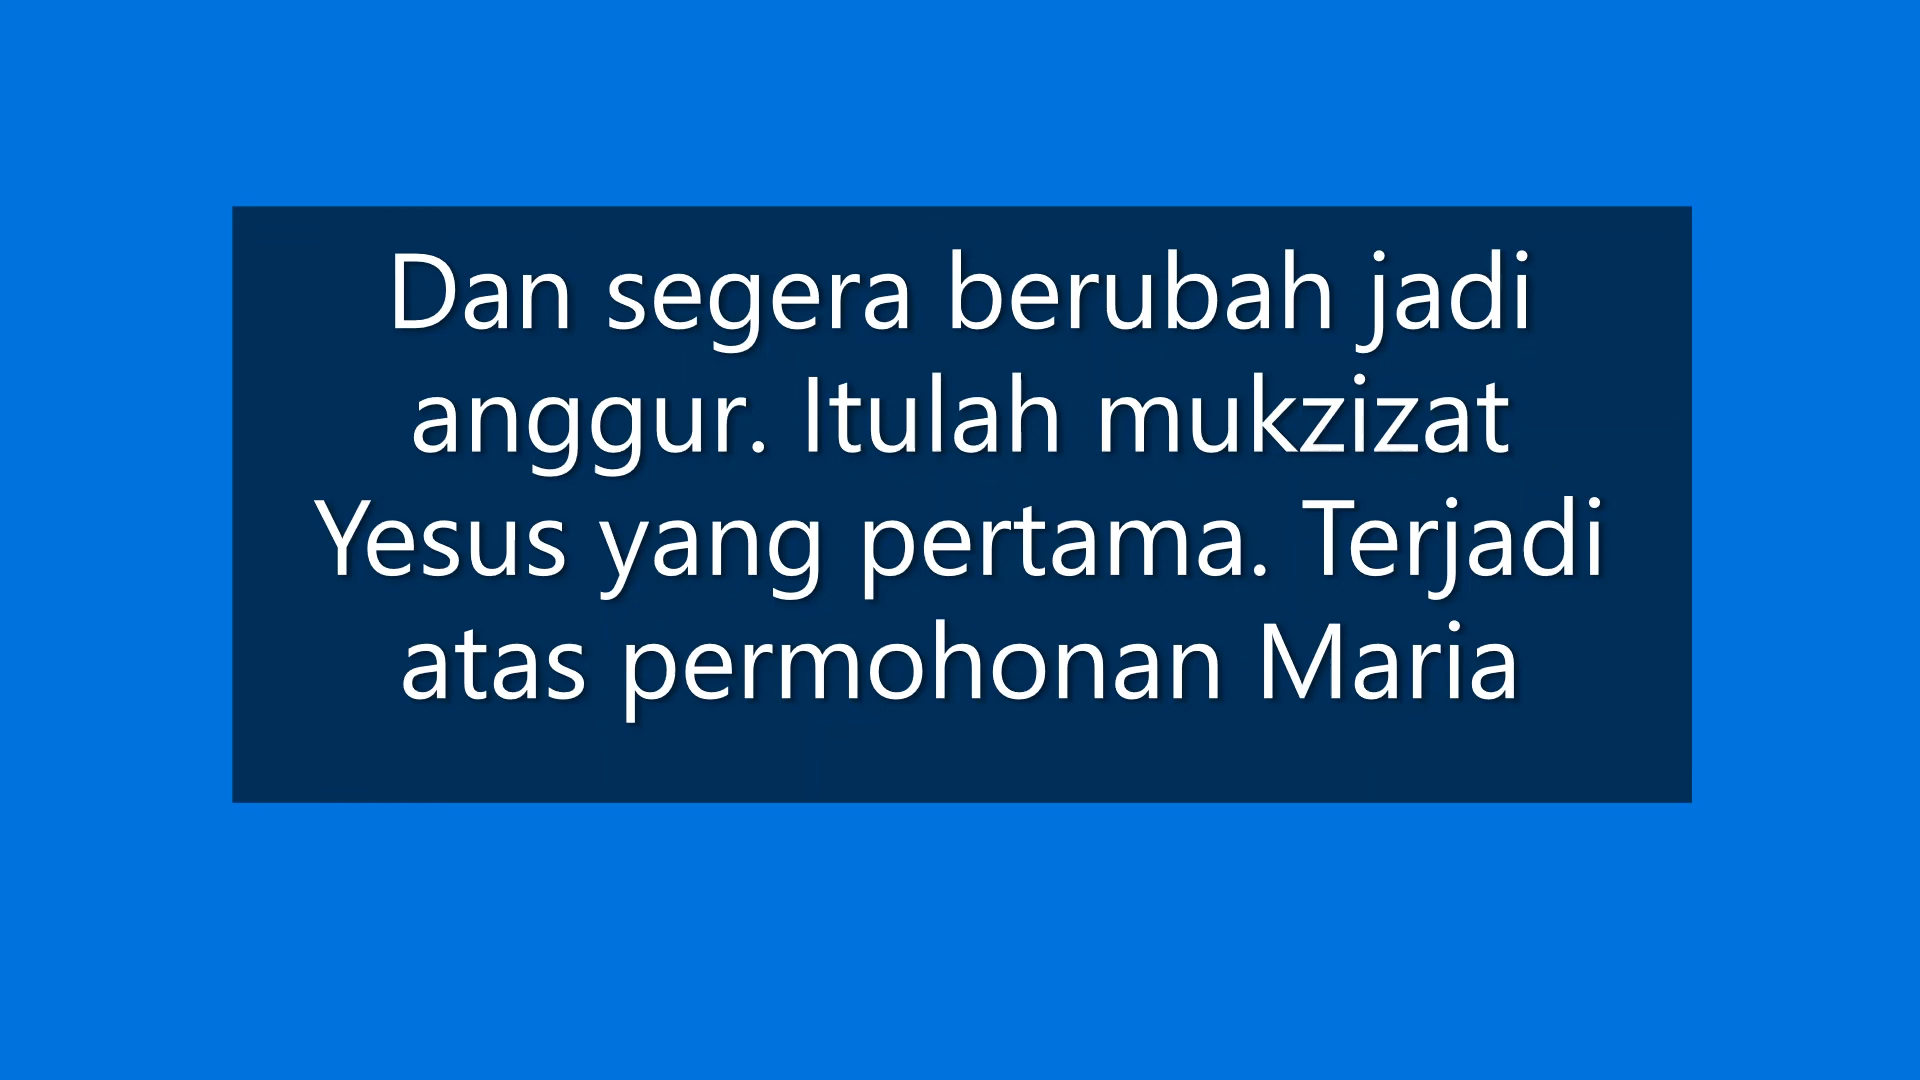 Dan segera berubah jadi
anggur. Itulah mukzizat
Yesus yang pertama. Terjadi
atas permohonan Maria